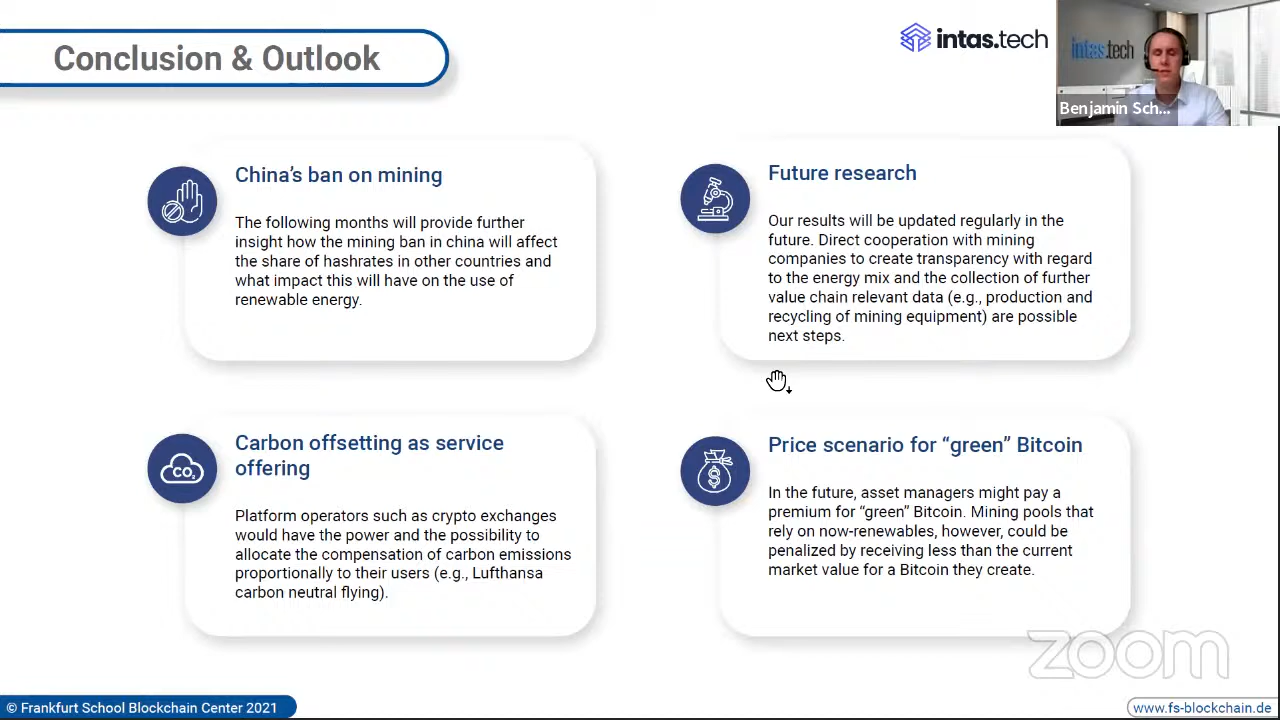 Conclusion & Outlook
intas.tech
intas.tech
Benjamin Sch...
China's ban on mining
The following months will provide further
insight how the mining ban in china will affect
the share of hashrates in other countries and
what impact this will have on the use of
renewable energy.
Future research
Our results will be updated regularly in the
future. Direct cooperation with mining
companies to create transparency with regard
to the energy mix and the collection of further
value chain relevant data (e.g., production and
recycling of mining equipment) are possible
next steps.
Carbon offsetting as service
offering
CO₂
Platform operators such as crypto exchanges
would have the power and the possibility to
allocate the compensation of carbon emissions
proportionally to their users (e.g., Lufthansa
carbon neutral flying).
Price scenario for “green” Bitcoin
$
In the future, asset managers might pay a
premium for “green” Bitcoin. Mining pools that
rely on now-renewables, however, could be
penalized by receiving less than the current
market value for a Bitcoin they create.
zoom
© Frankfurt School Blockchain Center 2021
www.fs-blockchain.de